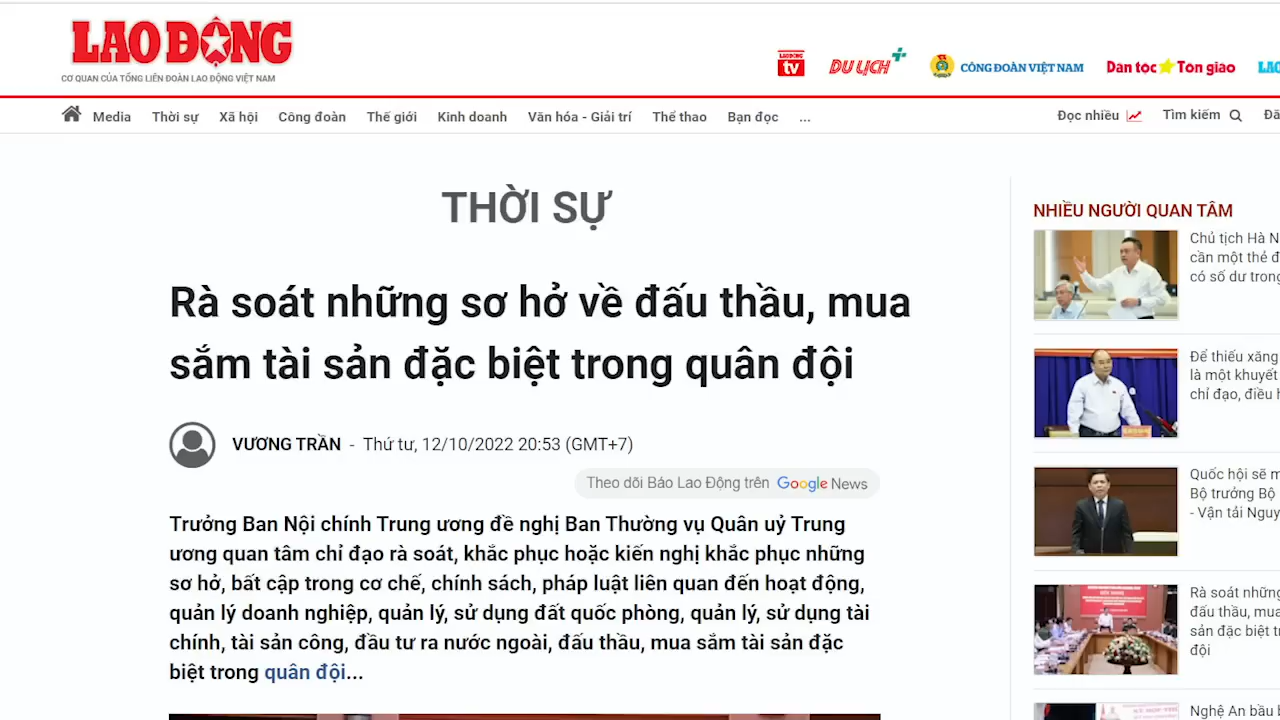 LAO ĐỘNG
CƠ QUAN CỦA TỔNG LIÊN ĐOÀN LAO ĐỘNG VIỆT NAM
LAO ĐỘNG tv
DU LỊCH+
CÔNG ĐOÀN VIỆT NAM
Dan tộc Tôn giáo
Media Thời sự Xã hội Công đoàn Thế giới Kinh doanh Văn hóa - Giải trí Thể thao Bạn đọc ...
Đọc nhiều Tìm kiếm
THỜI SỰ
Rà soát những sơ hở về đấu thầu, mua
sắm tài sản đặc biệt trong quân đội
VƯƠNG TRẦN - Thứ tư, 12/10/2022 20:53 (GMT+7)
Theo dõi Báo Lao Động trên Google News
Trưởng Ban Nội chính Trung ương đề nghị Ban Thường vụ Quân uỷ Trung
ương quan tâm chỉ đạo rà soát, khắc phục hoặc kiến nghị khắc phục những
sơ hở, bất cập trong cơ chế, chính sách, pháp luật liên quan đến hoạt động,
quản lý doanh nghiệp, quản lý, sử dụng đất quốc phòng, quản lý, sử dụng tài
chính, tài sản công, đầu tư ra nước ngoài, đấu thầu, mua sắm tài sản đặc
biệt trong quân đội...
NHIỀU NGƯỜI QUAN TÂM
Chủ tịch Hà N
cần một thẻ đ
có số dư trong
Để thiếu xăng
là một khuyết
chỉ đạo, điều h
Quốc hội sẽ m
Bộ trưởng Bộ
- Vận tải Nguy
Rà soát những
đấu thầu, mua
sản đặc biệt tr
đội
Nghệ An bầu b